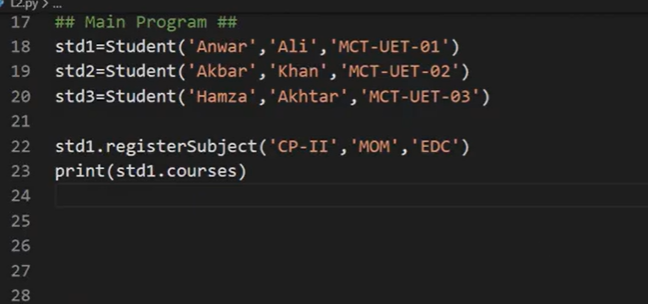 L2.py > ...
17 ## Main Program ##
18 std1=Student('Anwar','Ali','MCT-UET-01')
19 std2=Student('Akbar','Khan','MCT-UET-02')
20 std3=Student('Hamza','Akhtar','MCT-UET-03')
21
22 std1.registerSubject('CP-II','MOM','EDC')
23 print(std1.courses)
24
25
26
27
28